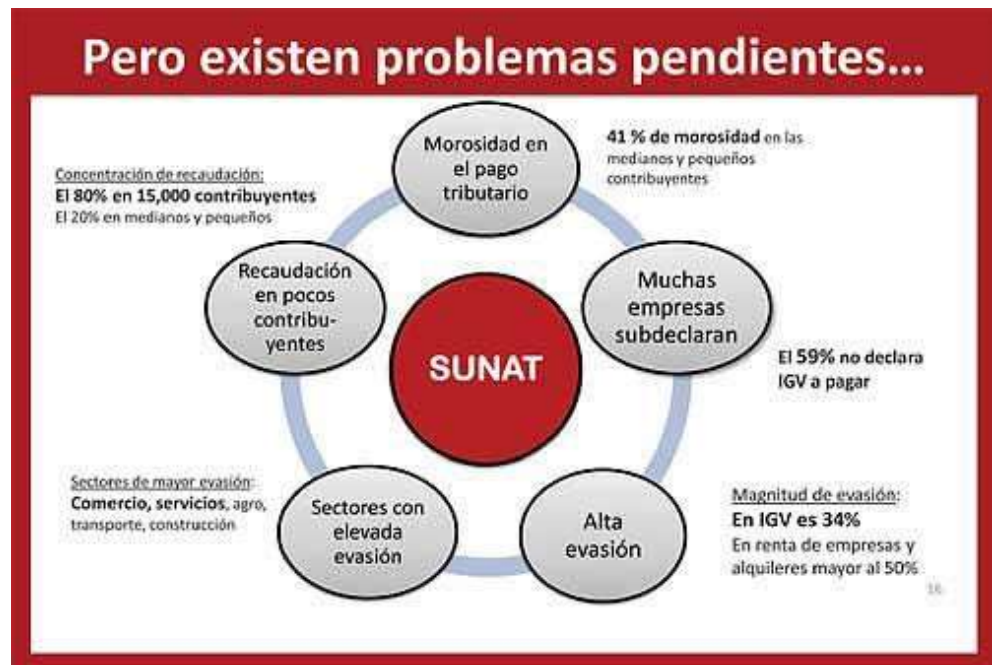 Pero existen problemas pendientes...
Morosidad en
el pago
tributario
41 % de morosidad en las
medianos y pequeños
contribuyentes
Concentración de recaudación:
El 80% en 15,000 contribuyentes
El 20% en medianos y pequeños
Recaudación
en pocos
contribu-
yentes
Muchas
empresas
subdeclaran
El 59% no declara
IGV a pagar
SUNAT
Sectores de mayor evasión:
Comercio, servicios, agro,
transporte, construcción
Sectores con
elevada
evasión
Alta
evasión
Magnitud de evasión:
En IGV es 34%
En renta de empresas y
alquileres mayor al 50%
16